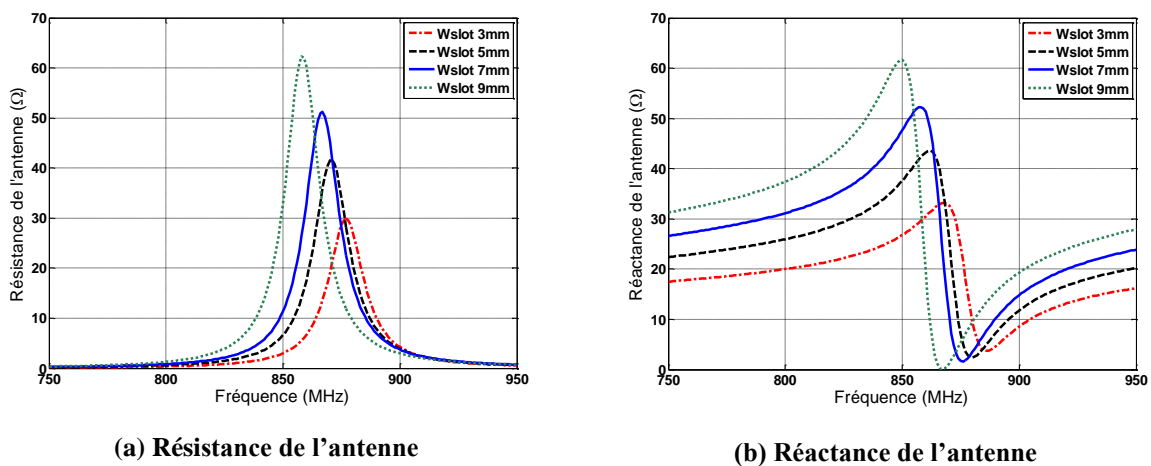 70
60
50
40
30
20
10
0
750
800
850
900
950
Résistance de l'antenne (Ω)
Fréquence (MHz)
Wslot 3mm
Wslot 5mm
Wslot 7mm
Wslot 9mm
(a) Résistance de l'antenne
70
60
50
40
30
20
10
0
750
800
850
900
950
Réactance de l'antenne (Ω)
Fréquence (MHz)
Wslot 3mm
Wslot 5mm
Wslot 7mm
Wslot 9mm
(b) Réactance de l'antenne